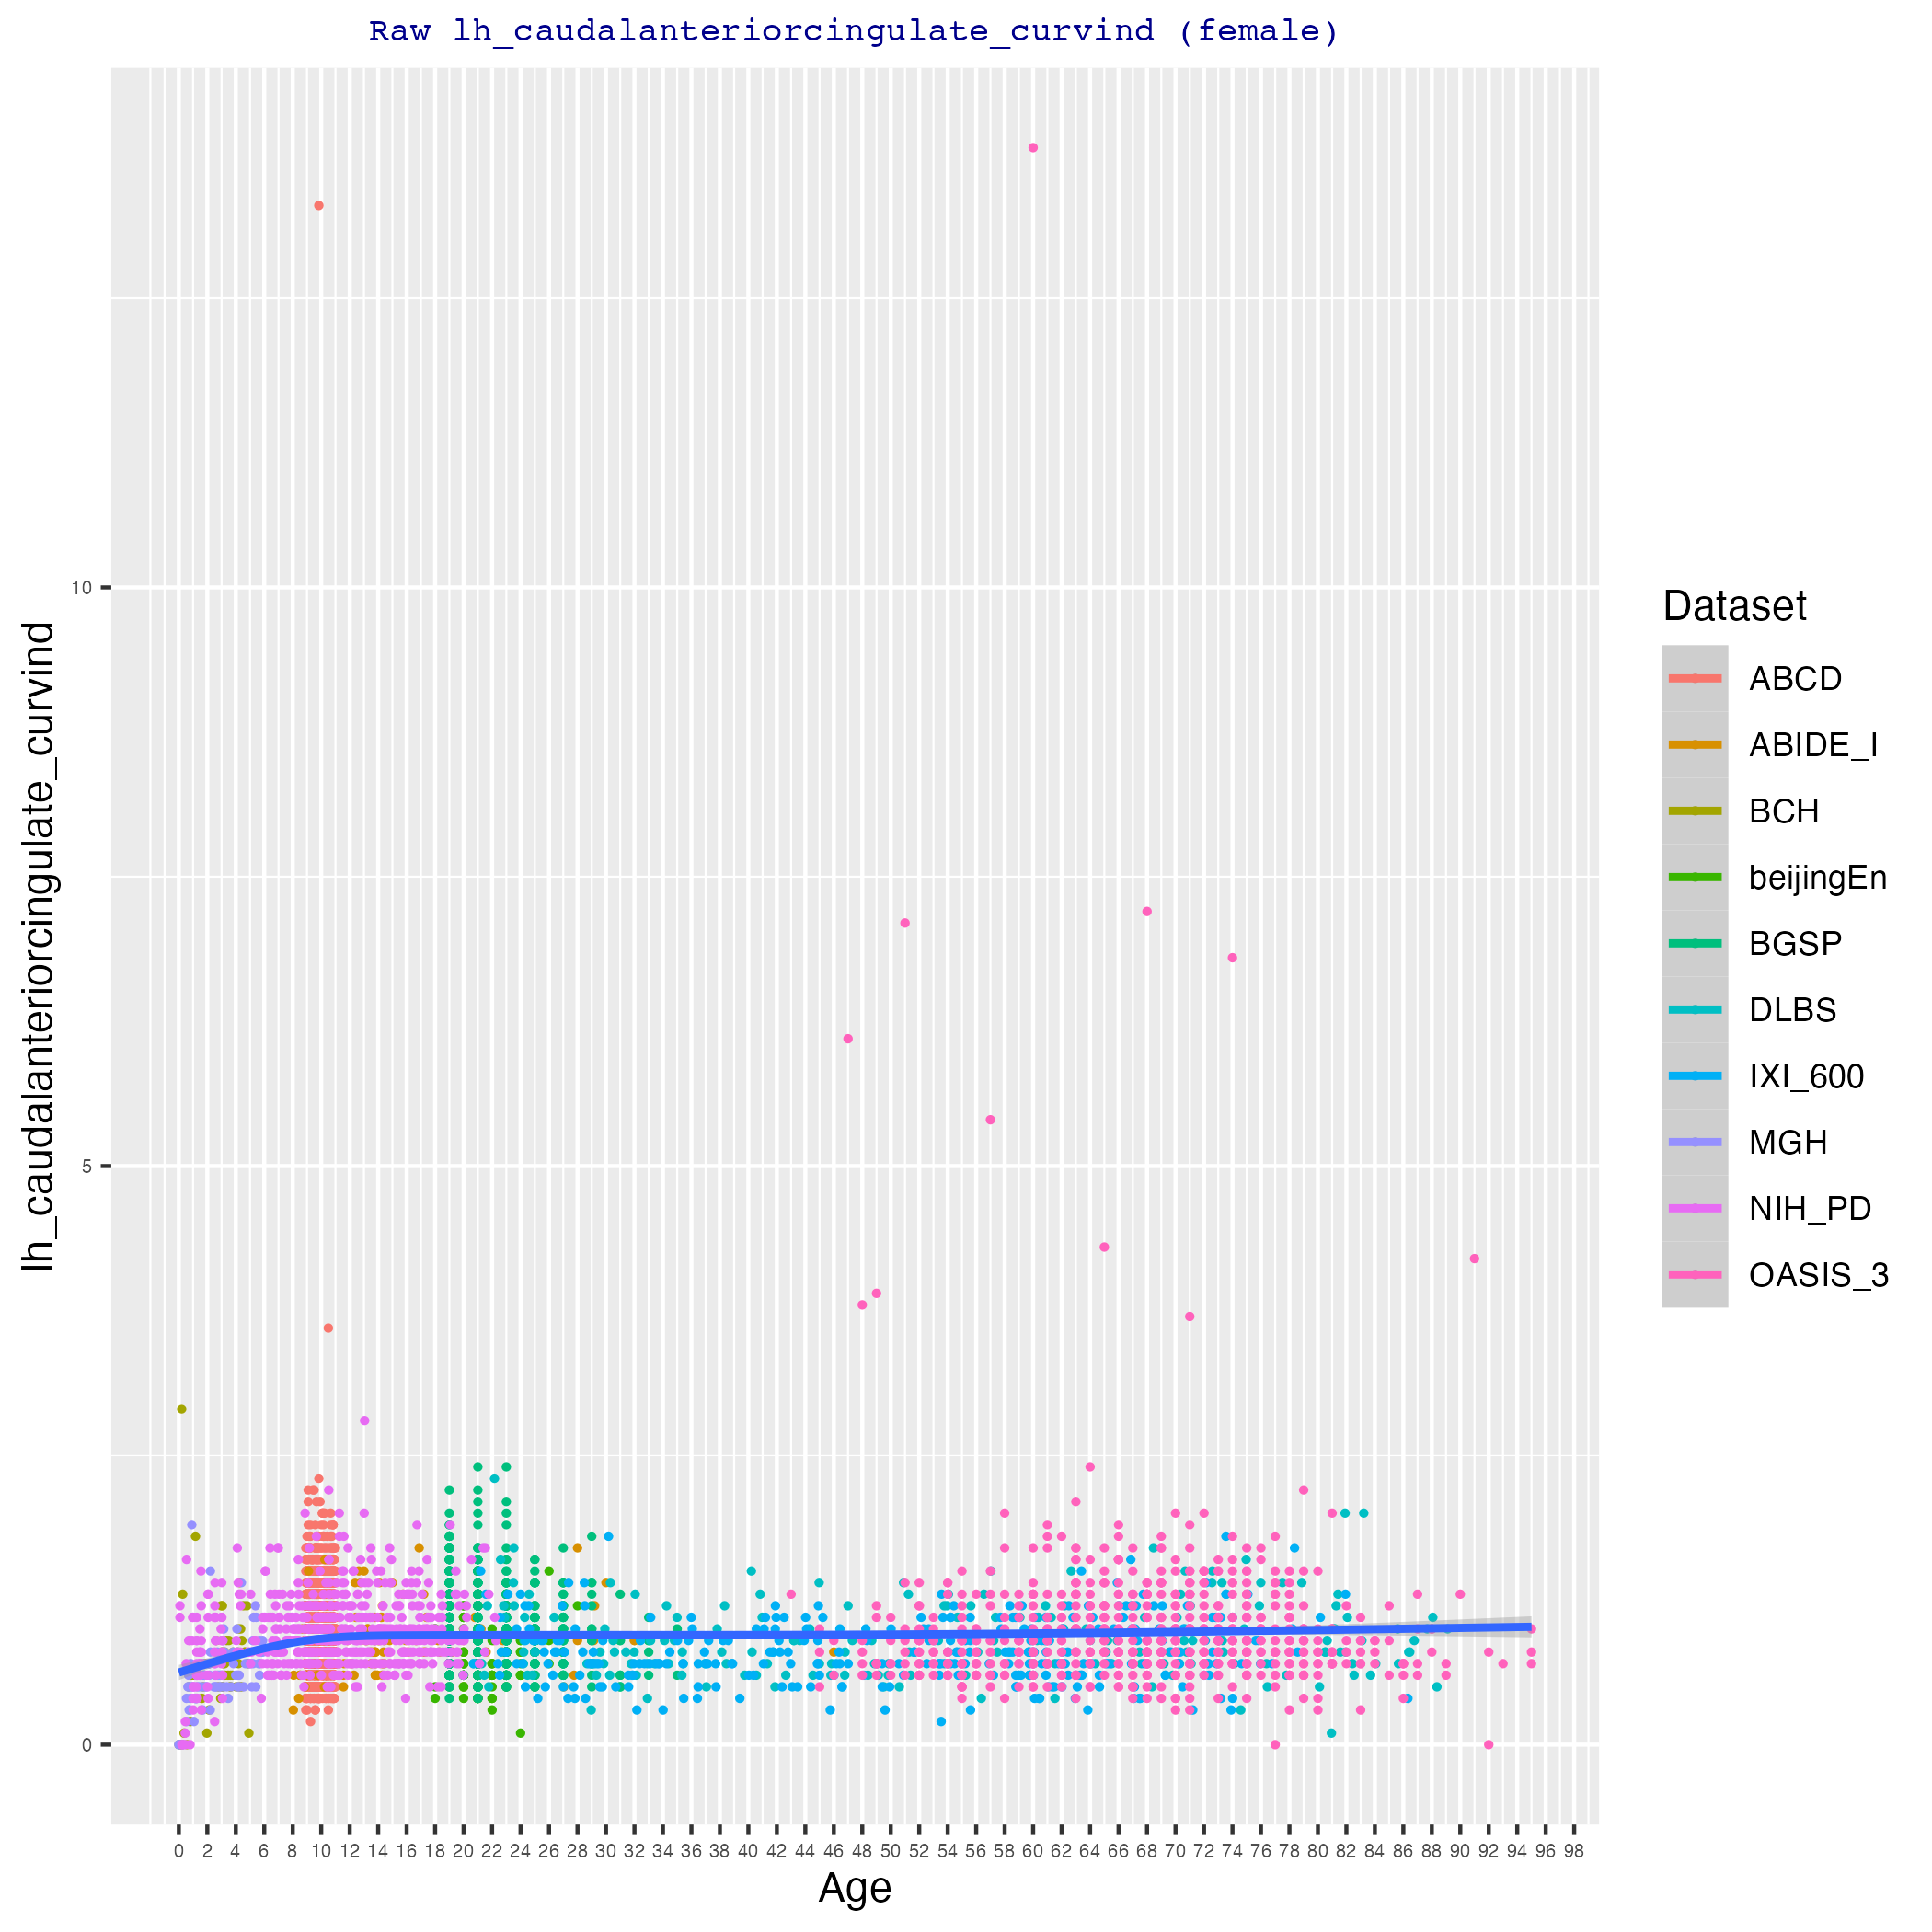 Raw lh_caudalanteriorcingulate_curvind (female)
lh_caudalanteriorcingulate_curvind
10
5
0
0 2 4 6 8 10 12 14 16 18 20 22 24 26 28 30 32 34 36 38 40 42 44 46 48 50 52 54 56 58 60 62 64 66 68 70 72 74 76 78 80 82 84 86 88 90 92 94 96 98
Age
Dataset
ABCD
ABIDE_I
BCH
beijingEn
BGSP
DLBS
IXI_600
MGH
NIH_PD
OASIS_3